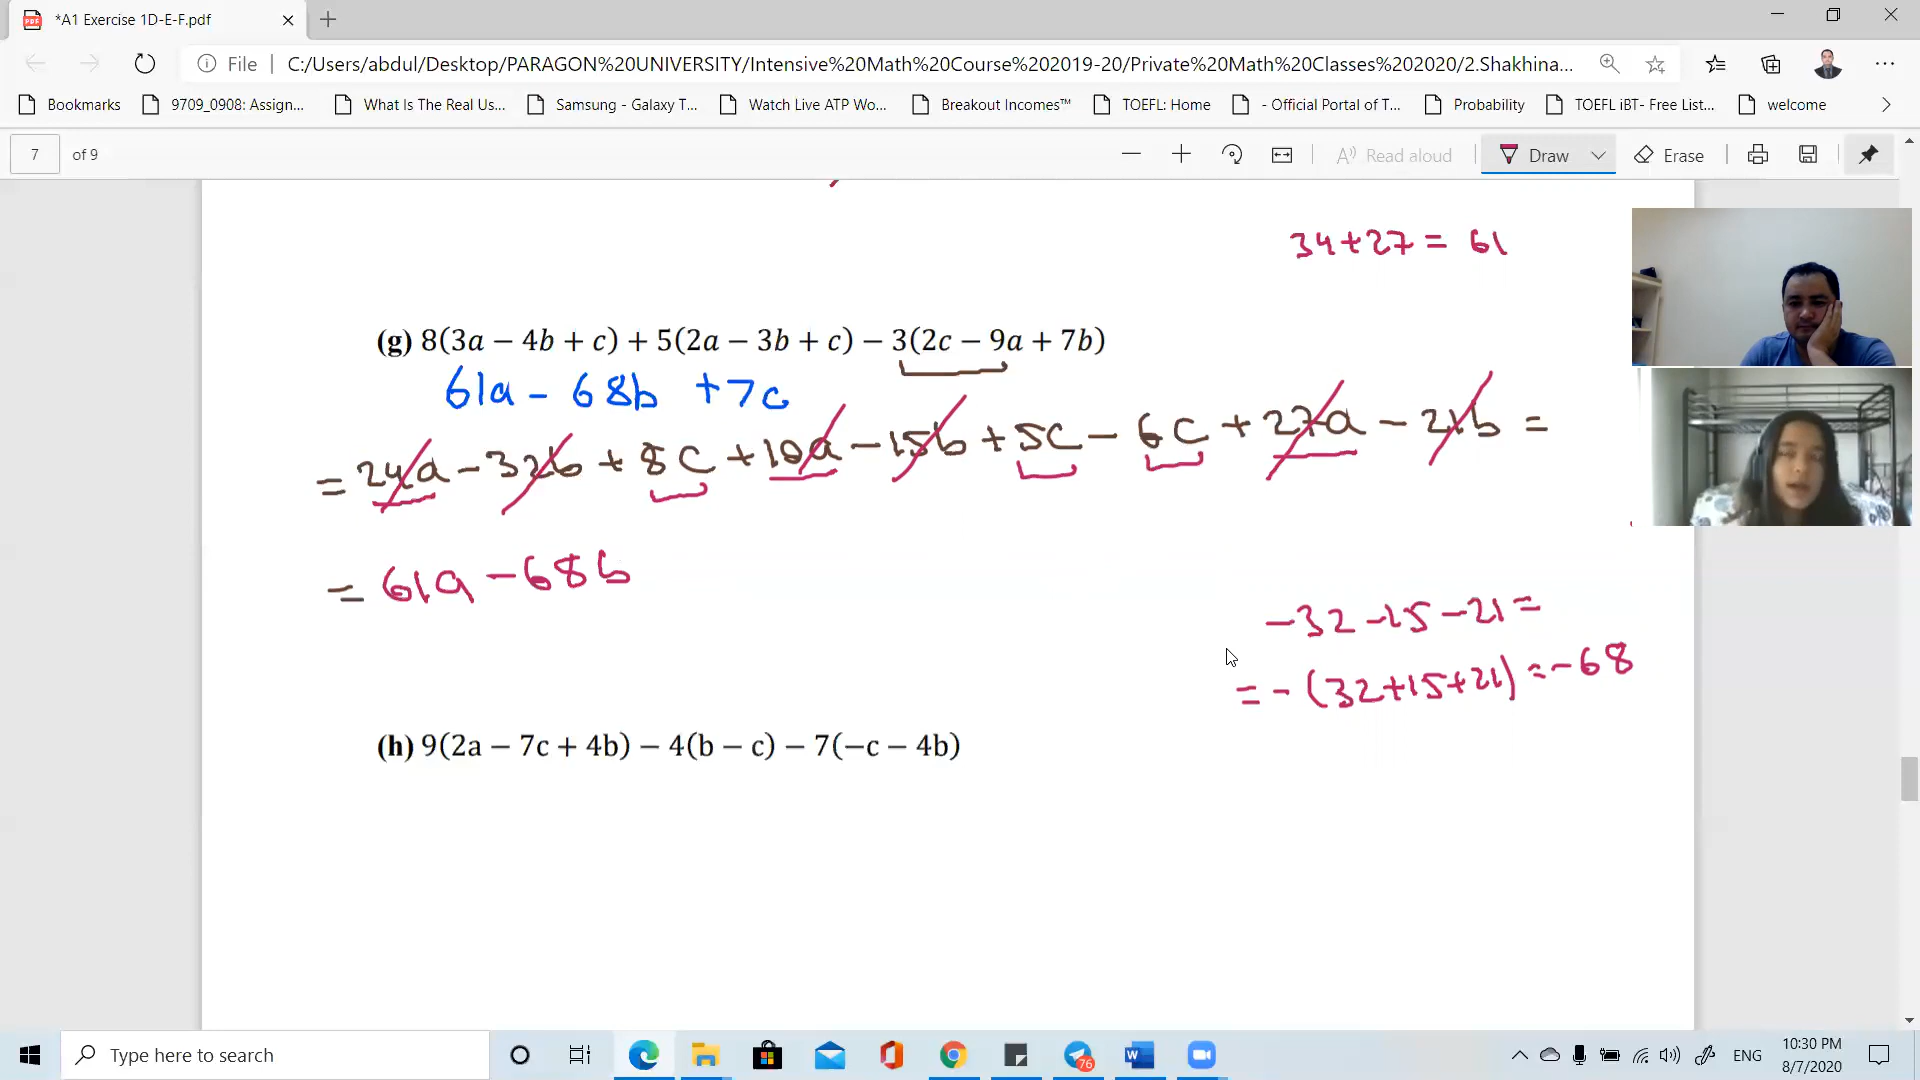 *A1 Exercise 1D-E-F.pdf
File C:/Users/abdul/Desktop/PARAGON%20UNIVERSITY/Intensive%20Math%20Course%202019-20/Private%20Math%20Classes%202020/2.Shakhina...
Bookmarks 9709_0908: Assign... What Is The Real Us... Samsung - Galaxy T... Watch Live ATP Wo... Breakout Incomes™ TOEFL: Home - Official Portal of T... Probability TOEFL iBT- Free List... welcome
7 of 9 Read aloud Draw Erase
34+27 = 61
(g) 8(3a − 4b + c) + 5(2a − 3b + c) − 3(2c − 9a + 7b)
61a - 68b +7c
= 24a - 32b + 8c + 10a - 15b + 5c - 6c + 27a - 21b =
= 61a - 68b
-32 -15 -21 =
= - (32+15+21) = -68
(h) 9(2a − 7c + 4b) − 4(b − c) − 7(−c − 4b)
Type here to search
76
ENG
10:30 PM
8/7/2020